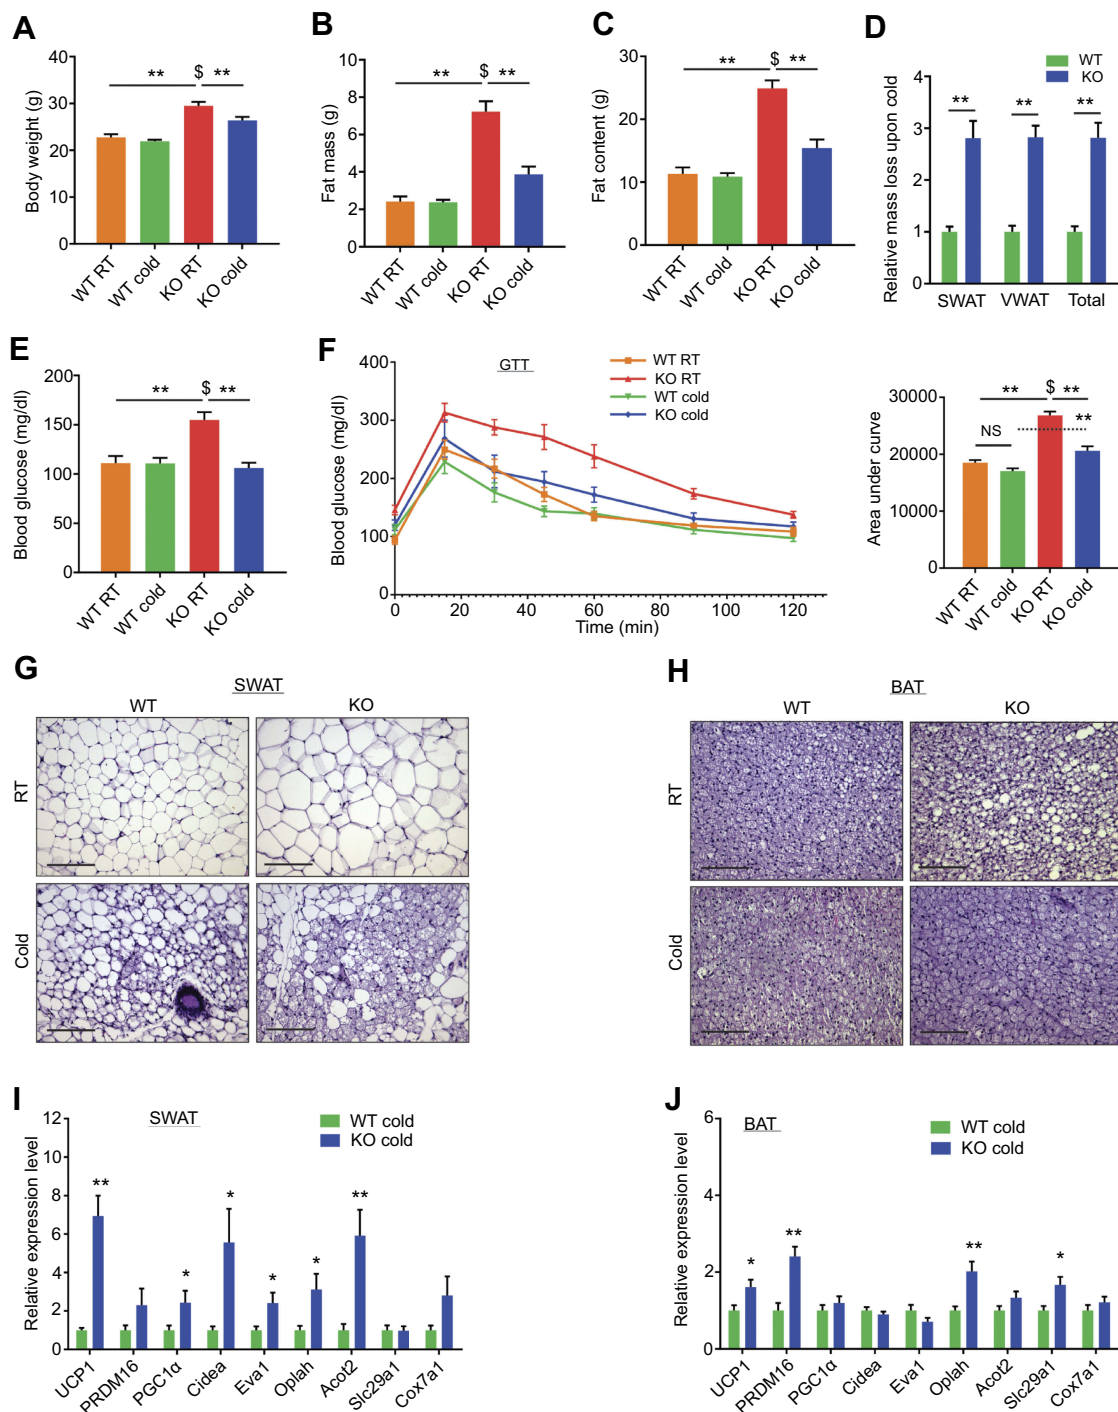 A
Body weight (g)
40
30
20
10
0
** $ **
WT RT
WT cold
KO RT
KO cold
B
Fat mass (g)
10
8
6
4
2
0
** $ **
WT RT
WT cold
KO RT
KO cold
C
Fat content (g)
30
20
10
0
** $ **
WT RT
WT cold
KO RT
KO cold
D
WT
KO
Relative mass loss upon cold
4
3
2
1
0
** ** **
SWAT VWAT Total
E
Blood glucose (mg/dl)
200
150
100
50
0
** $ **
WT RT
WT cold
KO RT
KO cold
F
GTT
WT RT
KO RT
WT cold
KO cold
Blood glucose (mg/dl)
400
300
200
100
0
0 20 40 60 80 100 120
Time (min)
Area under curve
30000
20000
10000
0
** $ **
**
NS
WT RT
WT cold
KO RT
KO cold
G
SWAT
WT KO
RT
Cold
H
BAT
WT KO
RT
Cold
I
SWAT
WT cold
KO cold
Relative expression level
12
10
8
6
4
2
0
** * * * * **
UCP1
PRDM16
PGC1α
Cidea
Eva1
Oplah
Acot2
Slc29a1
Cox7a1
J
BAT
WT cold
KO cold
Relative expression level
6
4
2
0
* ** ** *
UCP1
PRDM16
PGC1α
Cidea
Eva1
Oplah
Acot2
Slc29a1
Cox7a1